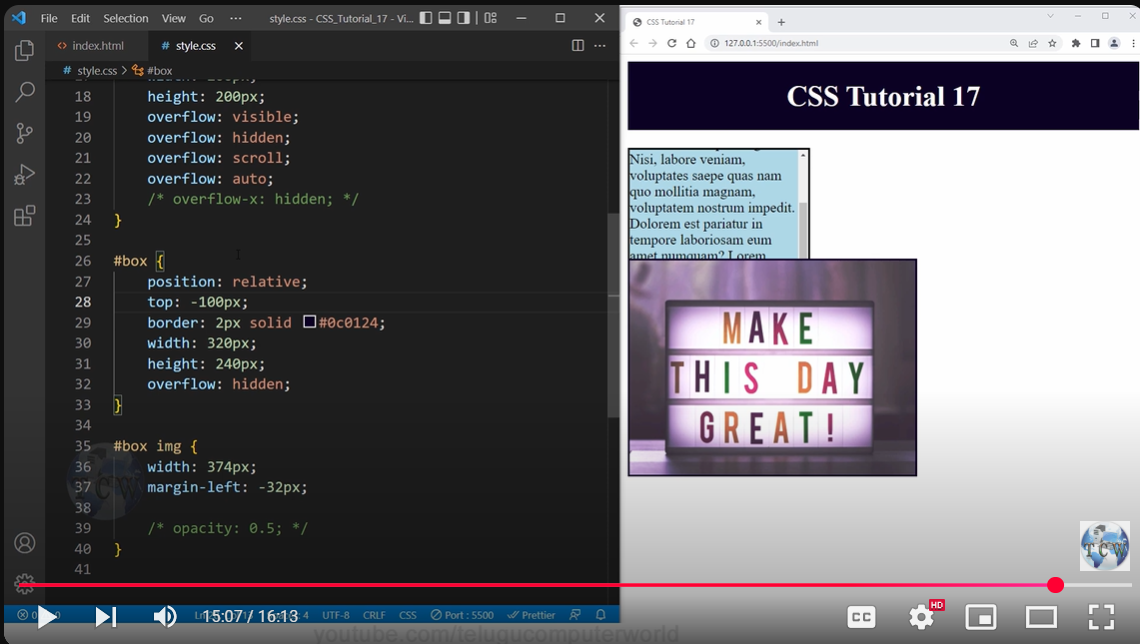 File Edit Selection View Go ··· style.css - CSS_Tutorial_17 - Vi...
index.html
# style.css
# style.css > #box
18 height: 200px;
19 overflow: visible;
20 overflow: hidden;
21 overflow: scroll;
22 overflow: auto;
23 /* overflow-x: hidden; */
24 }
25
26 #box {
27 position: relative;
28 top: -100px;
29 border: 2px solid #0c0124;
30 width: 320px;
31 height: 240px;
32 overflow: hidden;
33 }
34
35 #box img {
36 width: 374px;
37 margin-left: -32px;
38
39 /* opacity: 0.5; */
40 }
41
UTF-8 CRLF CSS Port : 5500 Prettier
CSS Tutorial 17
127.0.0.1:5500/index.html
CSS Tutorial 17
Nisi, labore veniam,
voluptates saepe quas nam
quo mollitia magnam,
voluptatem nostrum impedit.
Dolorem est pariatur in
tempore laboriosam eum
amet numquam? Lorem
MAKE
THIS DAY
GREAT!
TCW
TCW
15:07 / 16:13
CC
HD
youtube.com/telugucomputerworld